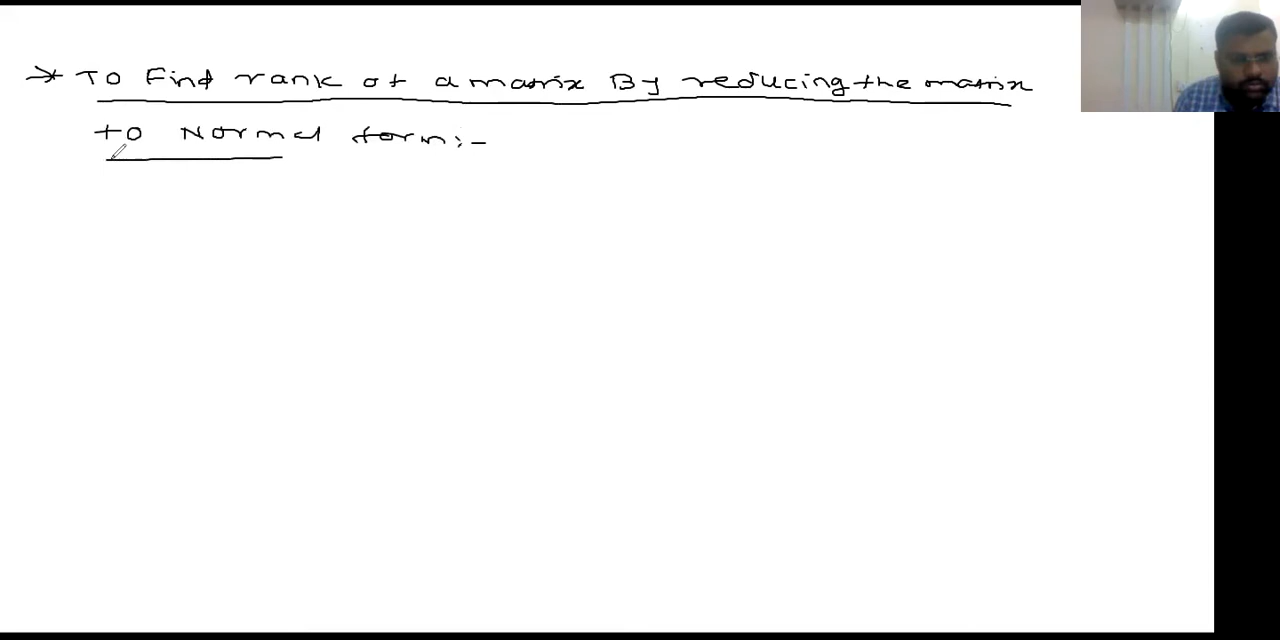 → To Find rank of a matrix By reducing the matrix
to Normal form:-